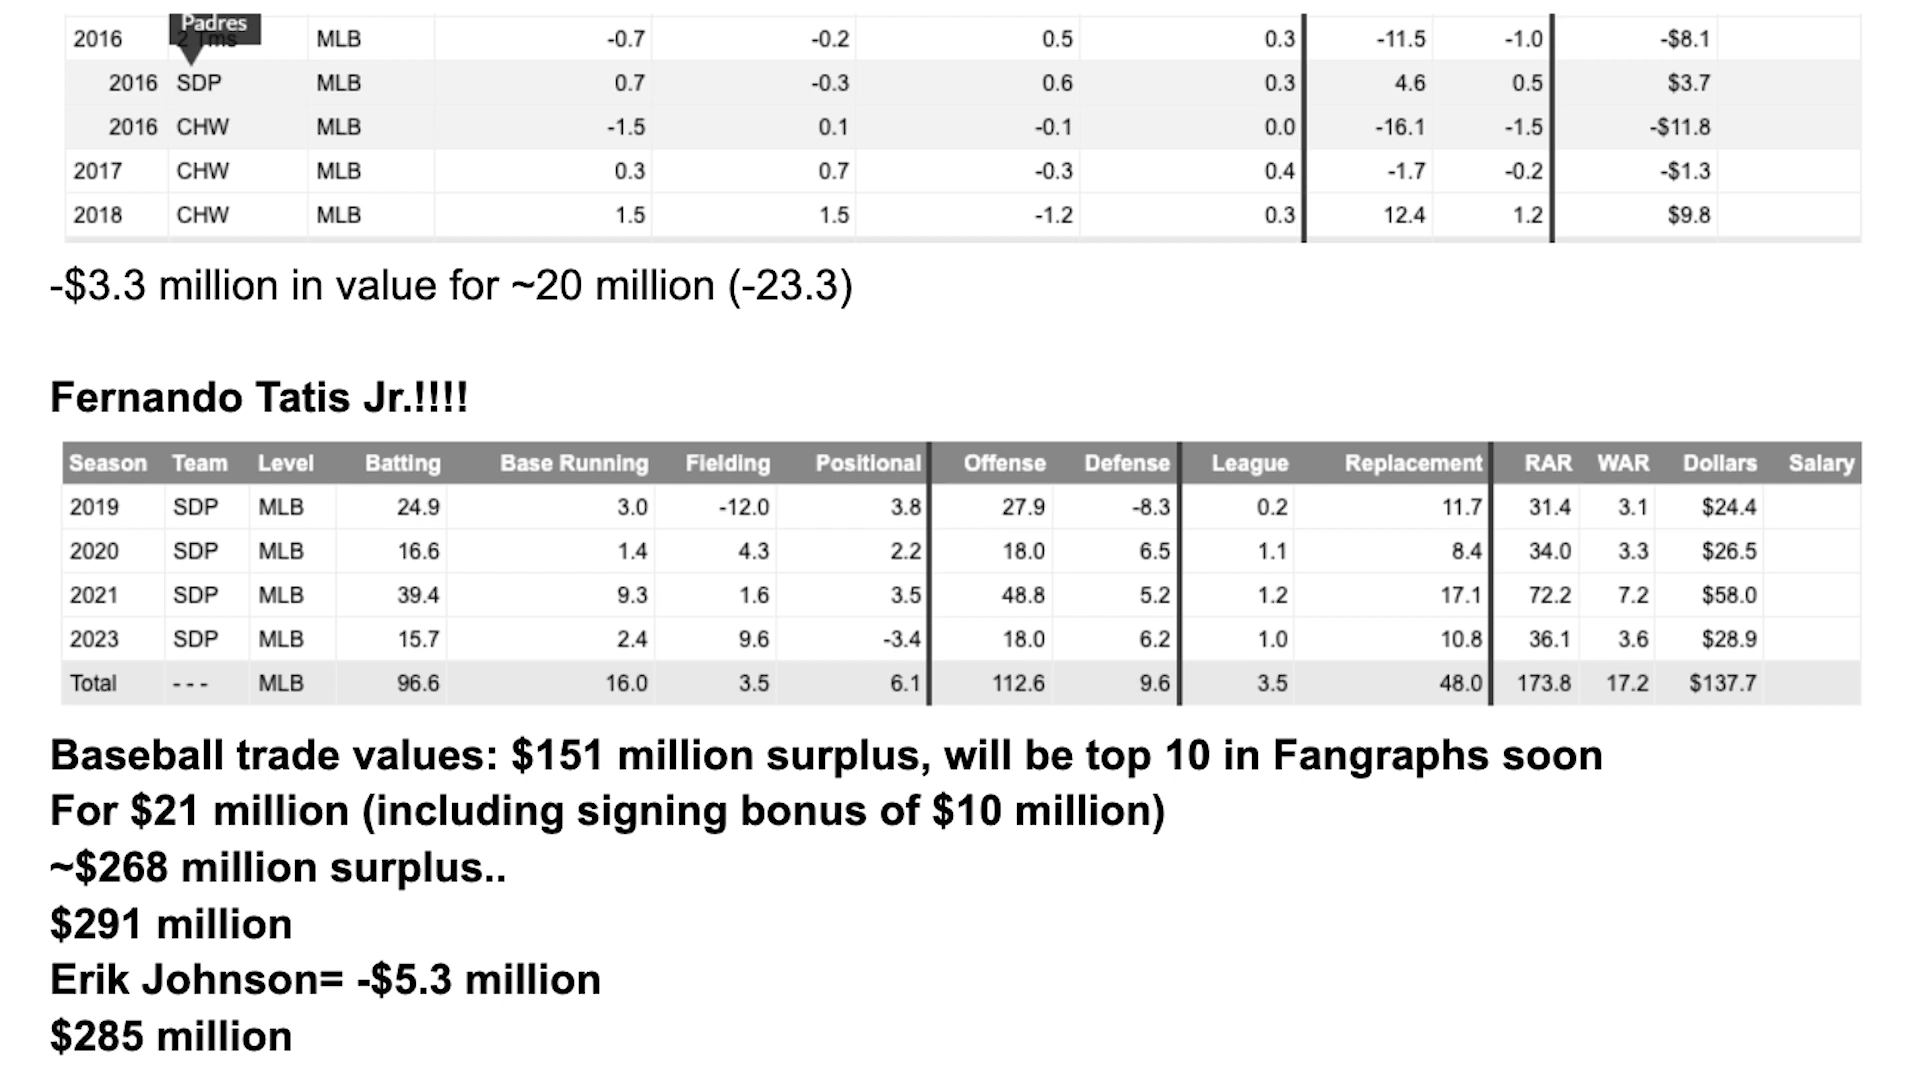 Padres
2016 2 Tms MLB -0.7 -0.2 0.5 0.3 -11.5 -1.0 -$8.1
2016 SDP MLB 0.7 -0.3 0.6 0.3 4.6 0.5 $3.7
2016 CHW MLB -1.5 0.1 -0.1 0.0 -16.1 -1.5 -$11.8
2017 CHW MLB 0.3 0.7 -0.3 0.4 -1.7 -0.2 -$1.3
2018 CHW MLB 1.5 1.5 -1.2 0.3 12.4 1.2 $9.8
-$3.3 million in value for ~20 million (-23.3)
Fernando Tatis Jr.!!!!
Season Team Level Batting Base Running Fielding Positional Offense Defense League Replacement RAR WAR Dollars Salary
2019 SDP MLB 24.9 3.0 -12.0 3.8 27.9 -8.3 0.2 11.7 31.4 3.1 $24.4
2020 SDP MLB 16.6 1.4 4.3 2.2 18.0 6.5 1.1 8.4 34.0 3.3 $26.5
2021 SDP MLB 39.4 9.3 1.6 3.5 48.8 5.2 1.2 17.1 72.2 7.2 $58.0
2023 SDP MLB 15.7 2.4 9.6 -3.4 18.0 6.2 1.0 10.8 36.1 3.6 $28.9
Total --- MLB 96.6 16.0 3.5 6.1 112.6 9.6 3.5 48.0 173.8 17.2 $137.7
Baseball trade values: $151 million surplus, will be top 10 in Fangraphs soon
For $21 million (including signing bonus of $10 million)
~$268 million surplus..
$291 million
Erik Johnson= -$5.3 million
$285 million